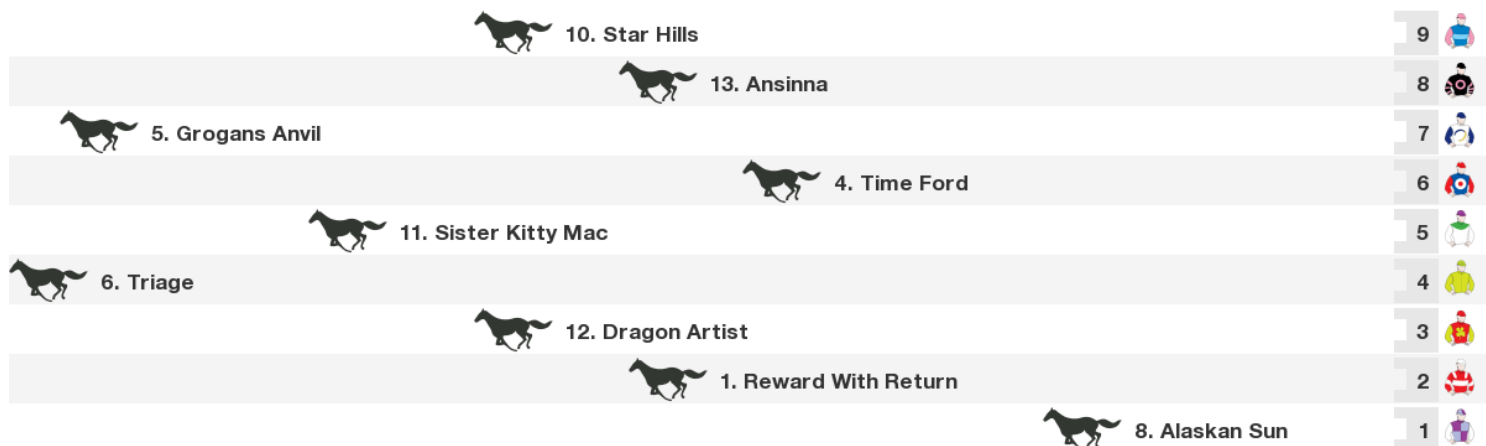 10. Star Hills 9
13. Ansinna 8
5. Grogans Anvil 7
4. Time Ford 6
11. Sister Kitty Mac 5
6. Triage 4
12. Dragon Artist 3
1. Reward With Return 2
8. Alaskan Sun 1